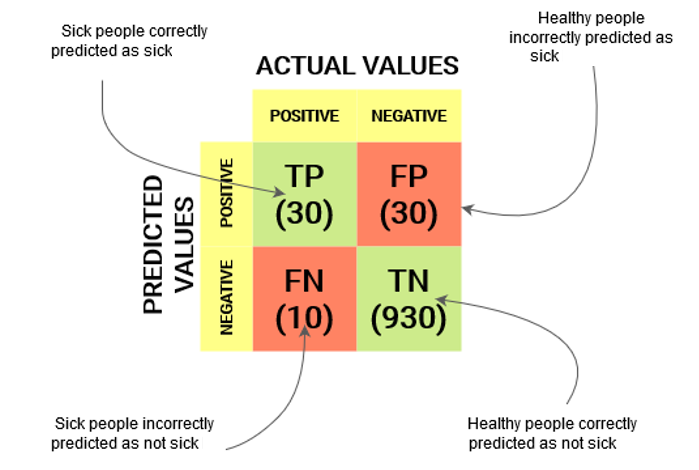 Sick people correctly
predicted as sick
Healthy people
incorrectly predicted as
sick
ACTUAL VALUES
POSITIVE
NEGATIVE
PREDICTED
VALUES
POSITIVE
TP
(30)
FP
(30)
NEGATIVE
FN
(10)
TN
(930)
Sick people incorrectly
predicted as not sick
Healthy people correctly
predicted as not sick